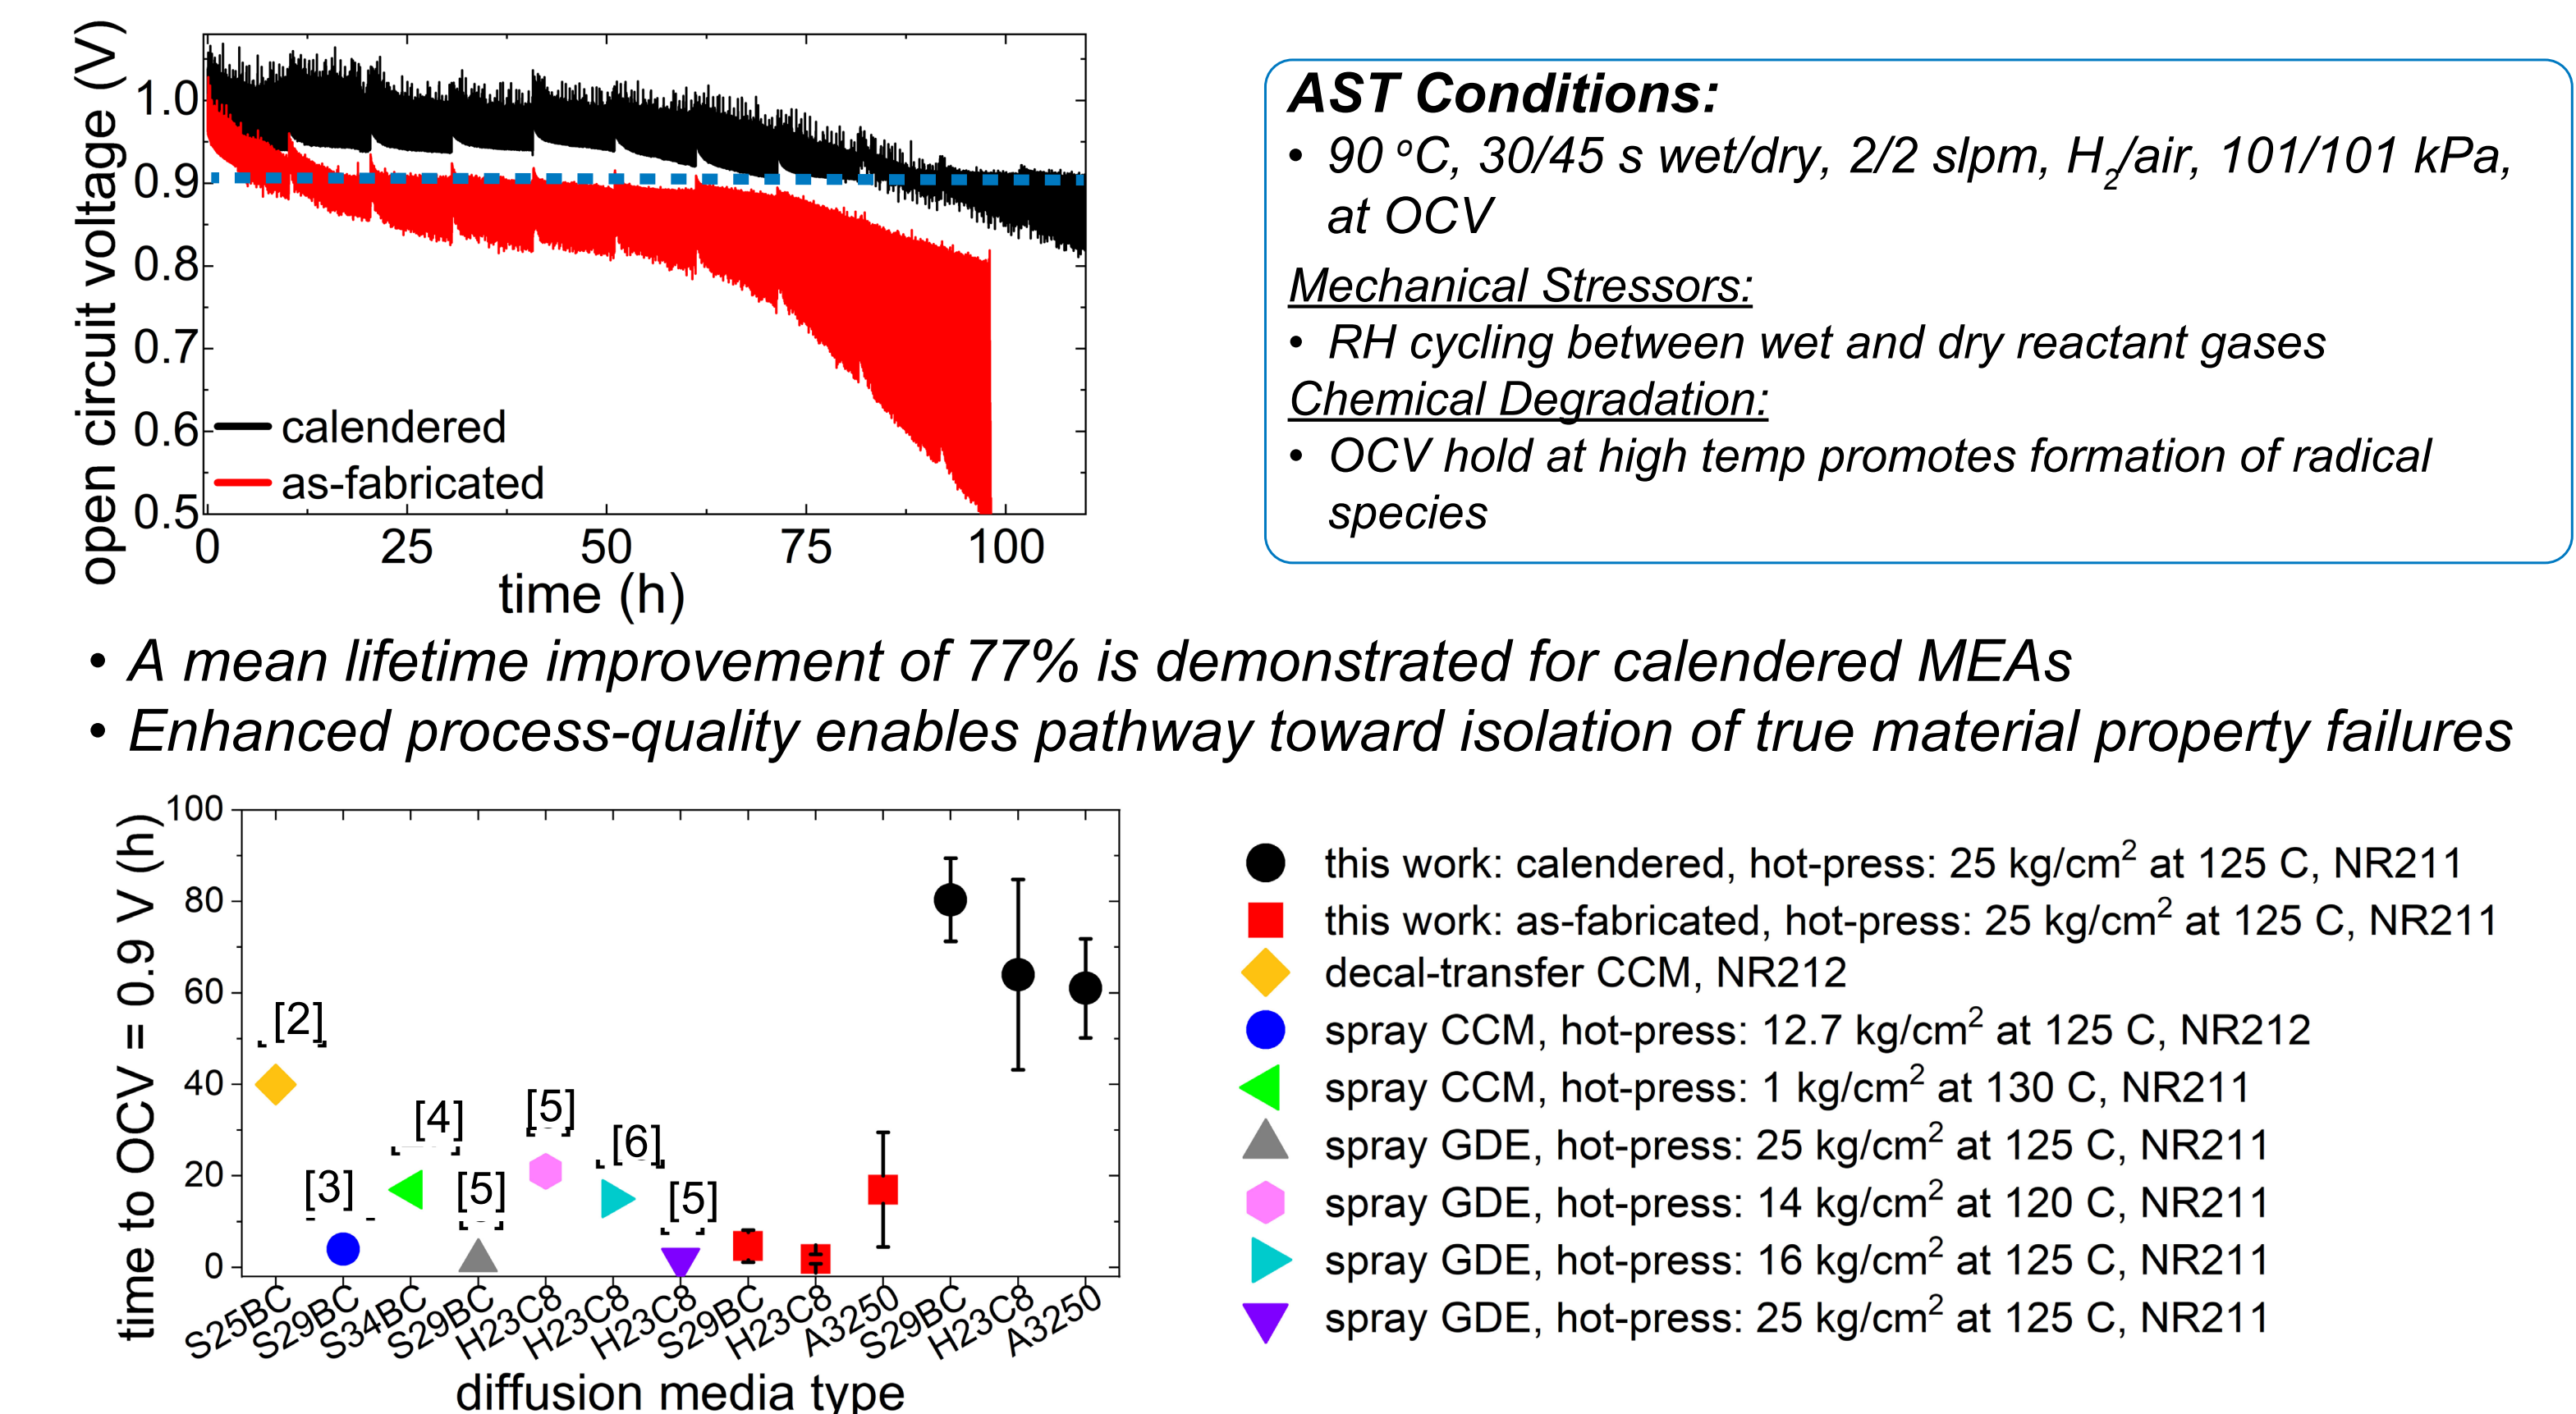 open circuit voltage (V)
1.0
0.9
0.8
0.7
0.6
0.5
calendered
as-fabricated
0 25 50 75 100
time (h)
AST Conditions:
• 90 °C, 30/45 s wet/dry, 2/2 slpm, H₂/air, 101/101 kPa,
at OCV
Mechanical Stressors:
• RH cycling between wet and dry reactant gases
Chemical Degradation:
• OCV hold at high temp promotes formation of radical
species
• A mean lifetime improvement of 77% is demonstrated for calendered MEAs
• Enhanced process-quality enables pathway toward isolation of true material property failures
time to OCV = 0.9 V (h)
100
80
60
40
20
0
[2]
[3]
[4]
[5]
[5]
[6]
[5]
S25BC S29BC S34BC S29BC H23C8 H23C8 H23C8 S29BC H23C8 A3250 S29BC H23C8 A3250
diffusion media type
this work: calendered, hot-press: 25 kg/cm² at 125 C, NR211
this work: as-fabricated, hot-press: 25 kg/cm² at 125 C, NR211
decal-transfer CCM, NR212
spray CCM, hot-press: 12.7 kg/cm² at 125 C, NR212
spray CCM, hot-press: 1 kg/cm² at 130 C, NR211
spray GDE, hot-press: 25 kg/cm² at 125 C, NR211
spray GDE, hot-press: 14 kg/cm² at 120 C, NR211
spray GDE, hot-press: 16 kg/cm² at 125 C, NR211
spray GDE, hot-press: 25 kg/cm² at 125 C, NR211